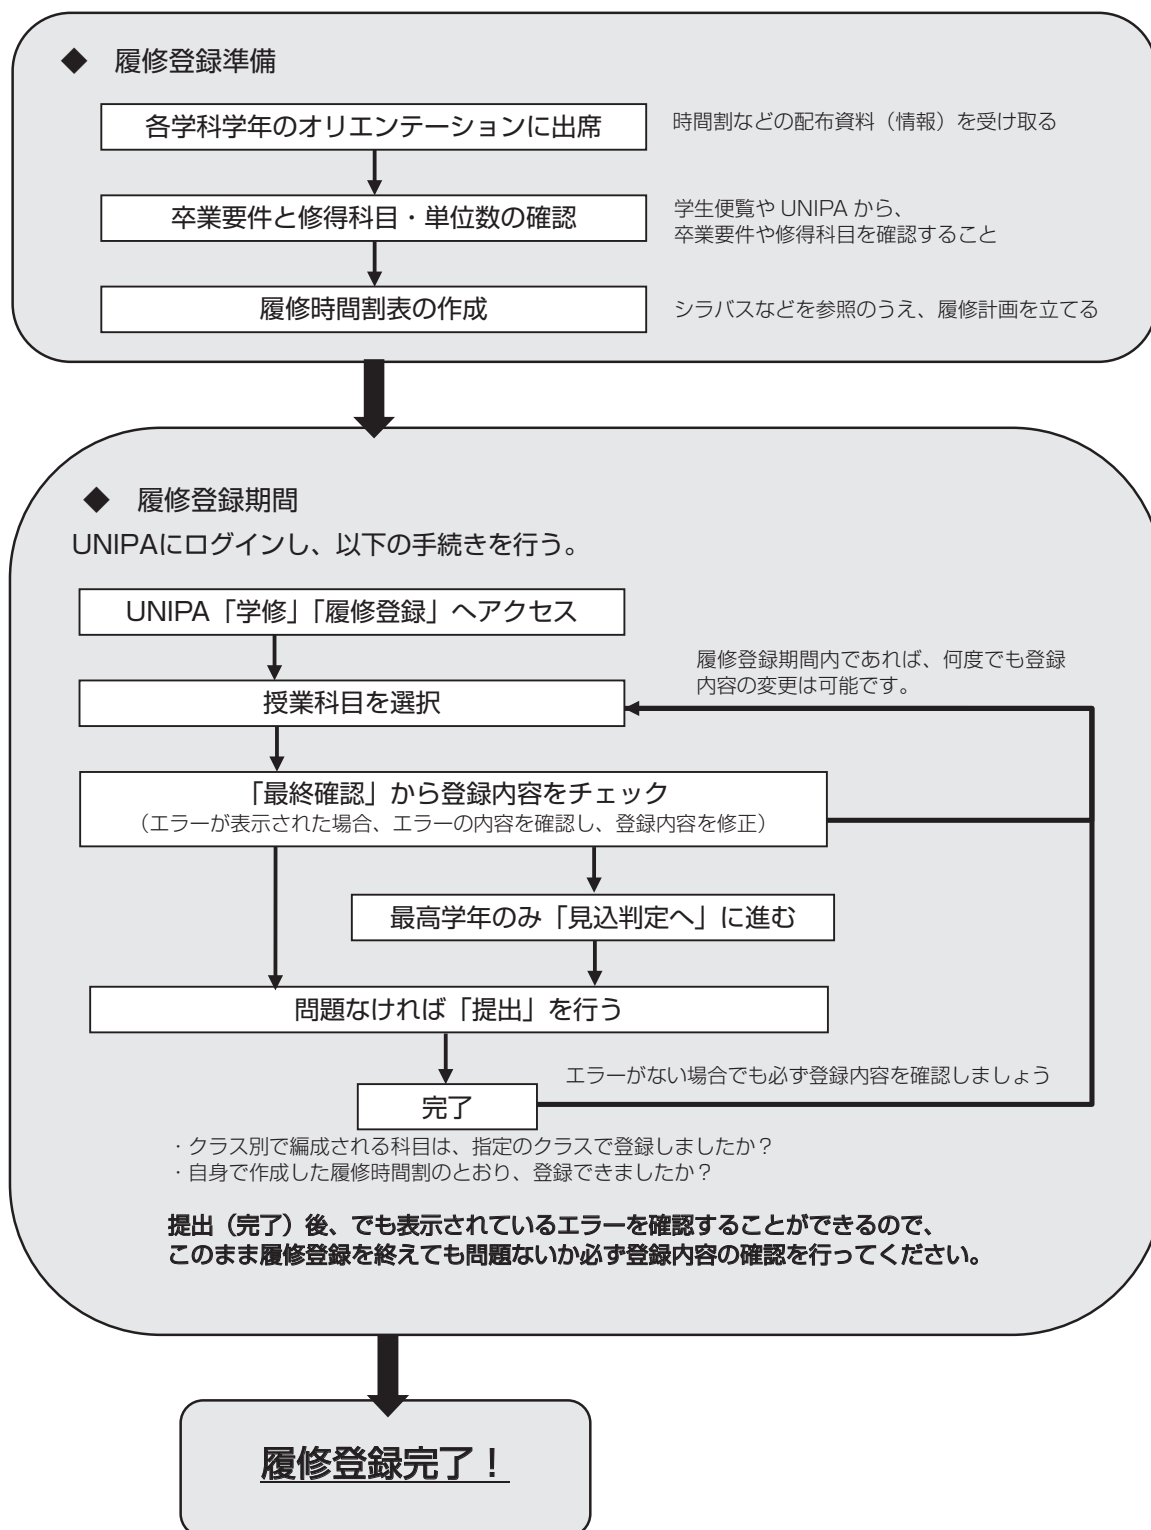 ◆ 履修登録準備
各学科学年のオリエンテーションに出席
時間割などの配布資料（情報）を受け取る
卒業要件と修得科目・単位数の確認
学生便覧や UNIPA から、
卒業要件や修得科目を確認すること
履修時間割表の作成
シラバスなどを参照のうえ、履修計画を立てる
◆ 履修登録期間
UNIPAにログインし、以下の手続きを行う。
UNIPA「学修」「履修登録」へアクセス
履修登録期間内であれば、何度でも登録
内容の変更は可能です。
授業科目を選択
「最終確認」から登録内容をチェック
（エラーが表示された場合、エラーの内容を確認し、登録内容を修正）
最高学年のみ「見込判定へ」に進む
問題なければ「提出」を行う
エラーがない場合でも必ず登録内容を確認しましょう
完了
・クラス別で編成される科目は、指定のクラスで登録しましたか？
・自身で作成した履修時間割のとおり、登録できましたか？
提出（完了）後、でも表示されているエラーを確認することができるので、
このまま履修登録を終えても問題ないか必ず登録内容の確認を行ってください。
履修登録完了！